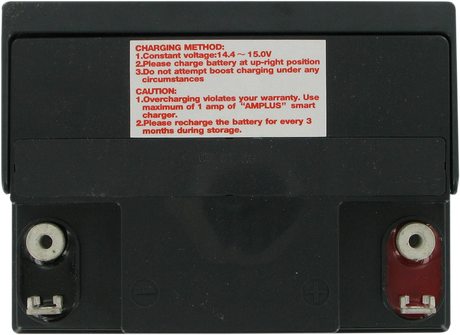 CHARGING METHOD:
1.Constant voltage:14.4 ~ 15.0V
2.Please charge battery at up-right position
3.Do not attempt boost charging under any
circumstances
CAUTION:
1.Overcharging violates your warranty. Use
maximum of 1 amp of "AMPLUS" smart
charger.
2.Please recharge the battery for every 3
months during storage.